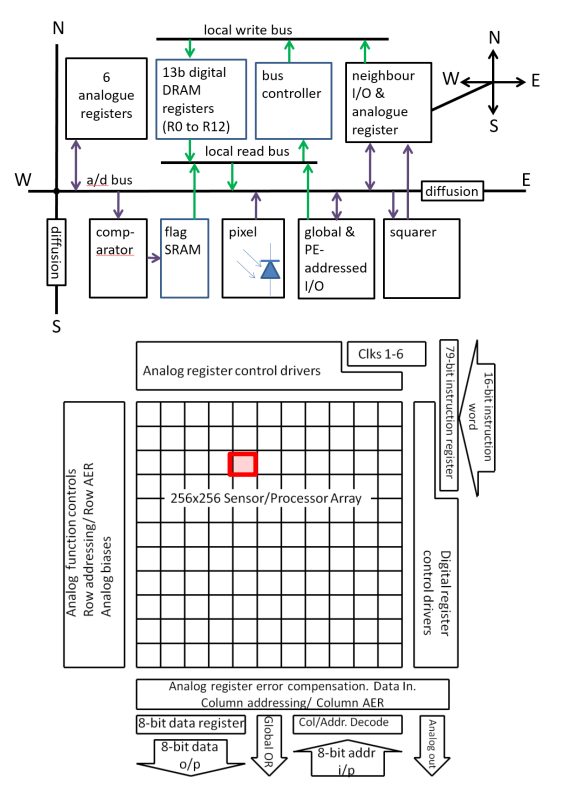 N
local write bus
6
analogue
registers
13b digital
DRAM
registers
(R0 to R12)
bus
controller
neighbour
I/O &
analogue
register
N
W
E
S
local read bus
W
a/d bus
diffusion
E
diffusion
comp-
arator
flag
SRAM
pixel
global &
PE-
addressed
I/O
squarer
S
Analog register control drivers
Clks 1-6
79-bit instruction register
16-bit instruction
word
Analog function controls
Row addressing/ Row AER
Analog biases
256x256 Sensor/Processor Array
Digital register
control drivers
Analog register error compensation. Data In.
Column addressing/ Column AER
8-bit data register
Global OR
Col/Addr. Decode
Analog out
8-bit data
o/p
8-bit addr
i/p